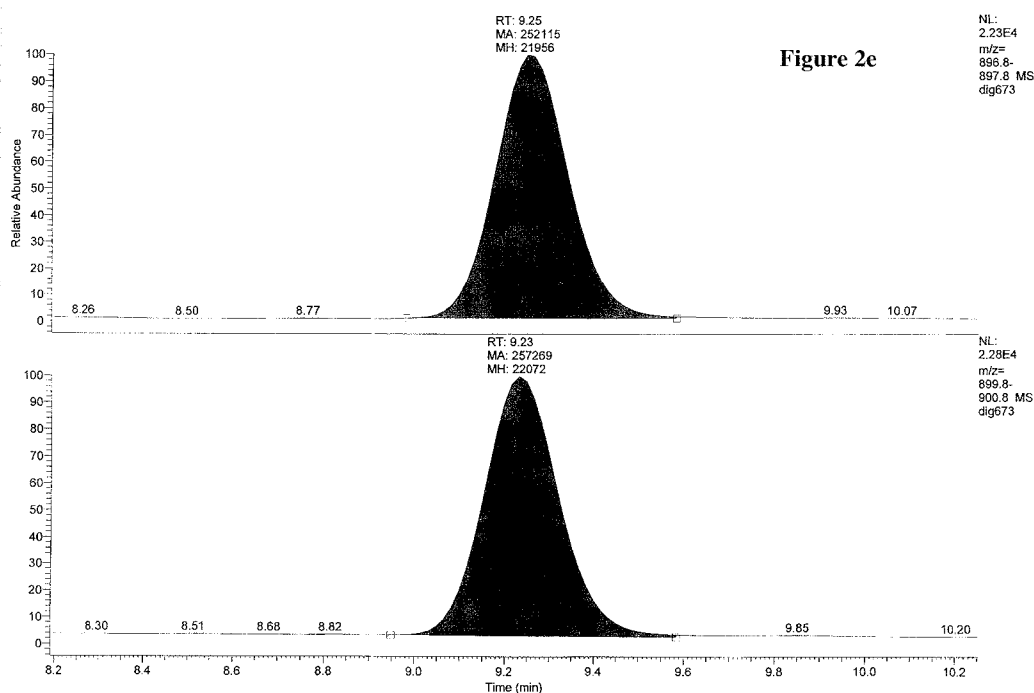 RT: 9.25
MA: 252115
MH: 21956
NL:
2.23E4
m/z=
896.8-
897.8 MS
dig673
Figure 2e
100
90
80
70
60
50
40
30
20
10
0
Relative Abundance
8.26 8.50 8.77 9.93 10.07
RT: 9.23
MA: 257269
MH: 22072
NL:
2.28E4
m/z=
899.8-
900.8 MS
dig673
100
90
80
70
60
50
40
30
20
10
0
8.30 8.51 8.68 8.82 9.85 10.20
8.2 8.4 8.6 8.8 9.0 9.2 9.4 9.6 9.8 10.0 10.2
Time (min)